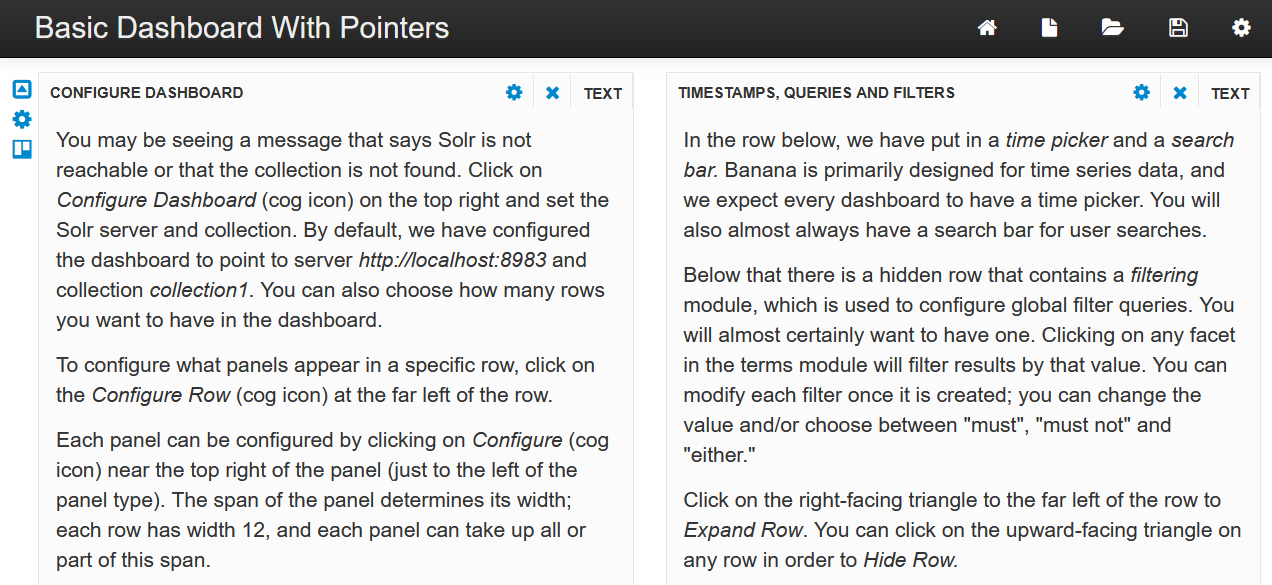 Basic Dashboard With Pointers
CONFIGURE DASHBOARD
TEXT
You may be seeing a message that says Solr is not
reachable or that the collection is not found. Click on
Configure Dashboard (cog icon) on the top right and set the
Solr server and collection. By default, we have configured
the dashboard to point to server http://localhost:8983 and
collection collection1. You can also choose how many rows
you want to have in the dashboard.
To configure what panels appear in a specific row, click on
the Configure Row (cog icon) at the far left of the row.
Each panel can be configured by clicking on Configure (cog
icon) near the top right of the panel (just to the left of the
panel type). The span of the panel determines its width;
each row has width 12, and each panel can take up all or
part of this span.
TIMESTAMPS, QUERIES AND FILTERS
TEXT
In the row below, we have put in a time picker and a search
bar. Banana is primarily designed for time series data, and
we expect every dashboard to have a time picker. You will
also almost always have a search bar for user searches.
Below that there is a hidden row that contains a filtering
module, which is used to configure global filter queries. You
will almost certainly want to have one. Clicking on any facet
in the terms module will filter results by that value. You can
modify each filter once it is created; you can change the
value and/or choose between "must", "must not" and
"either."
Click on the right-facing triangle to the far left of the row to
Expand Row. You can click on the upward-facing triangle on
any row in order to Hide Row.